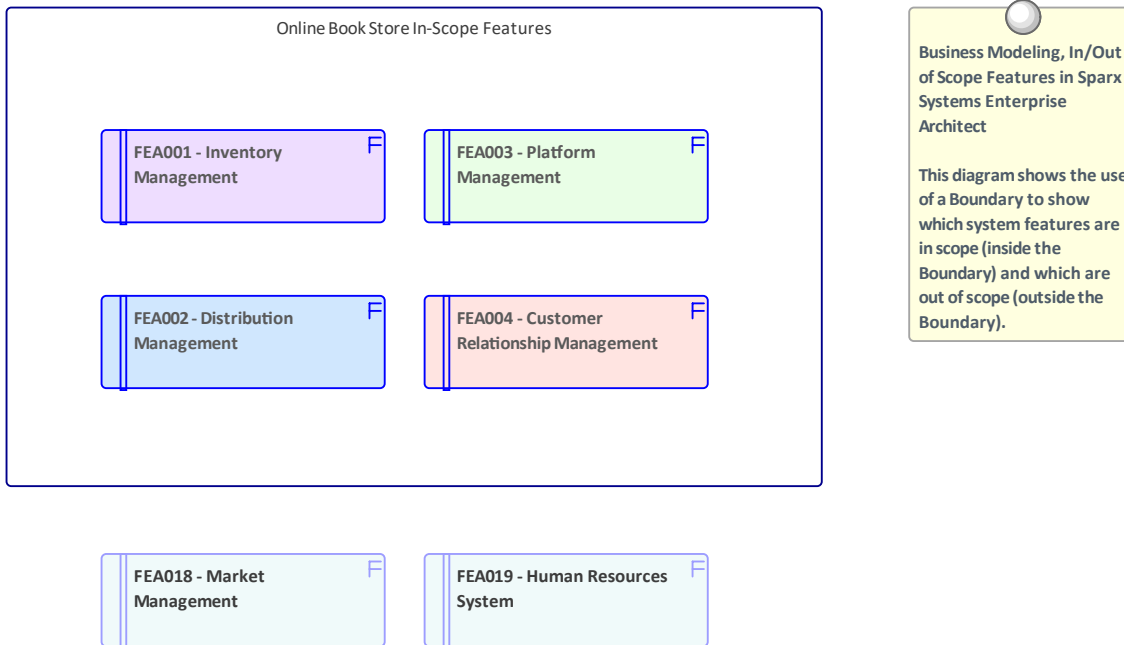 Online Book Store In-Scope Features
FEA001 - Inventory
Management
F
FEA003 - Platform
Management
F
FEA002 - Distribution
Management
F
FEA004 - Customer
Relationship Management
F
FEA018 - Market
Management
F
FEA019 - Human Resources
System
F
Business Modeling, In/Out
of Scope Features in Sparx
Systems Enterprise
Architect
This diagram shows the use
of a Boundary to show
which system features are
in scope (inside the
Boundary) and which are
out of scope (outside the
Boundary).